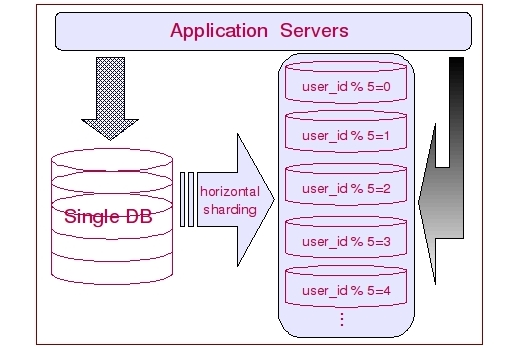 Application Servers
user_id % 5=0
user_id % 5=1
horizontal
sharding
Single DB
user_id % 5=2
user_id % 5=3
user_id % 5=4
⋮